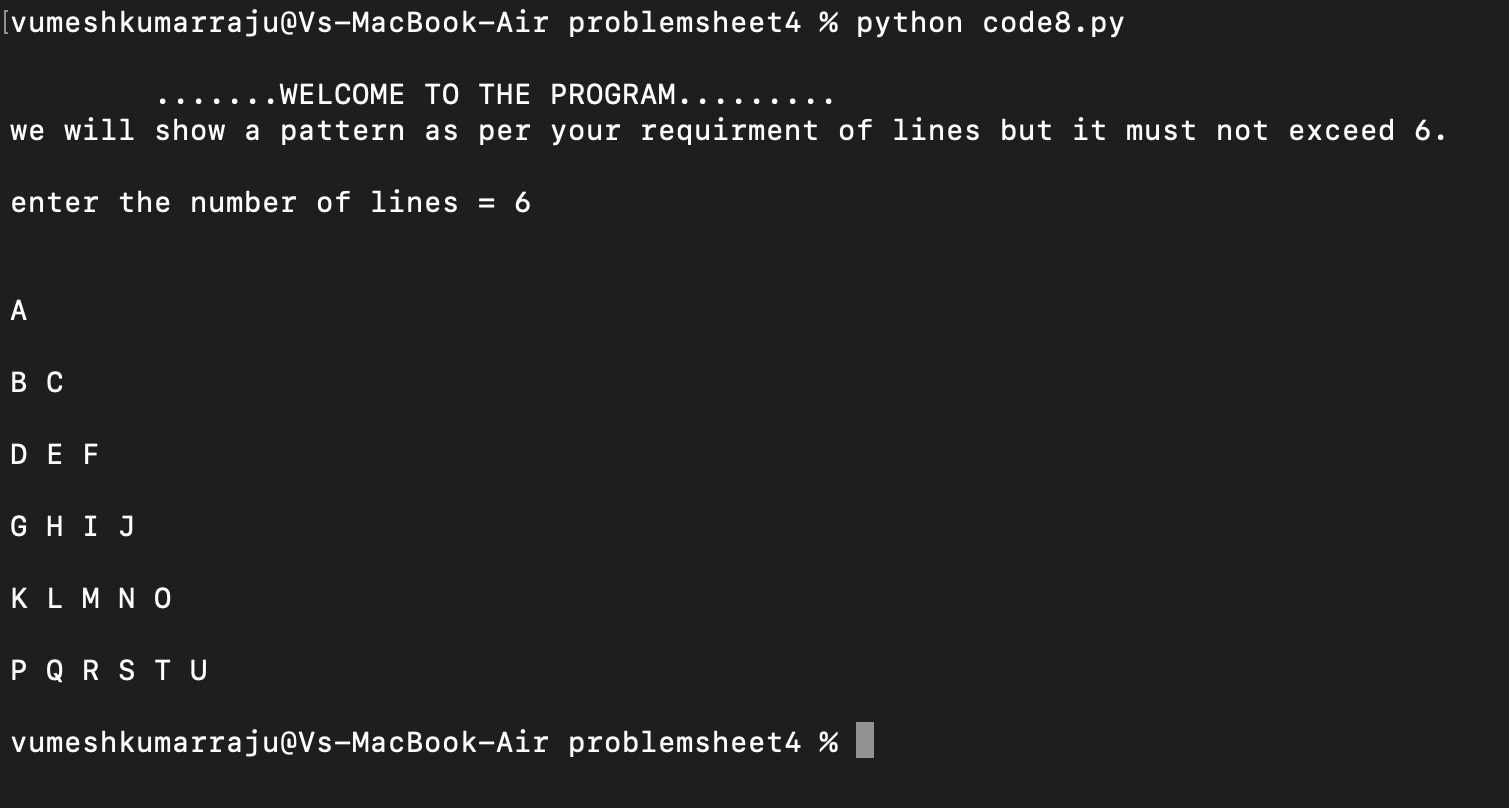 [vumeshkumarraju@Vs-MacBook-Air problemsheet4 % python code8.py
.......WELCOME TO THE PROGRAM.........
we will show a pattern as per your requirment of lines but it must not exceed 6.
enter the number of lines = 6
A
B C
D E F
G H I J
K L M N O
P Q R S T U
vumeshkumarraju@Vs-MacBook-Air problemsheet4 %